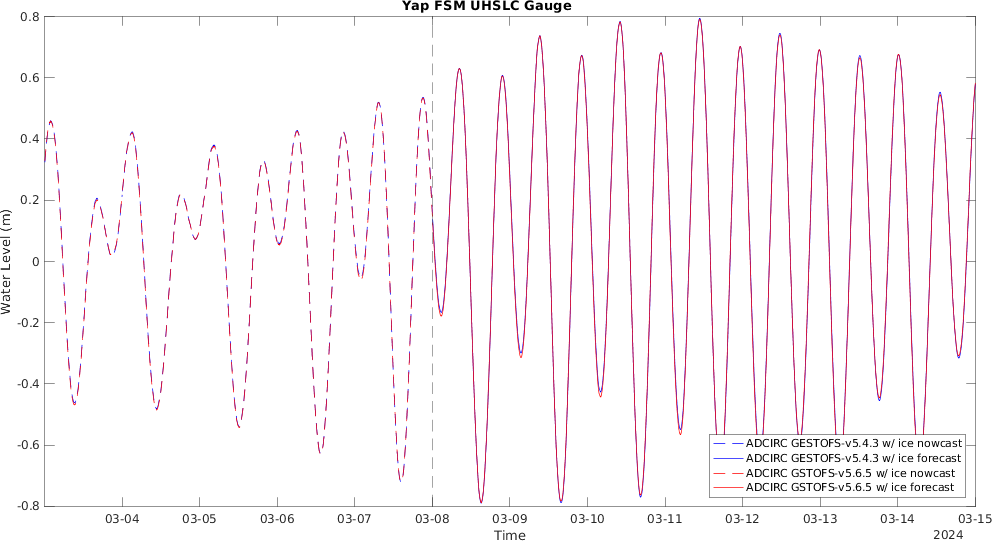 Yap FSM UHSLC Gauge
0.8
0.6
0.4
0.2
0
-0.2
-0.4
-0.6
-0.8
Water Level (m)
ADCIRC GESTOFS-v5.4.3 w/ ice nowcast
ADCIRC GESTOFS-v5.4.3 w/ ice forecast
ADCIRC GSTOFS-v5.6.5 w/ ice nowcast
ADCIRC GSTOFS-v5.6.5 w/ ice forecast
03-04 03-05 03-06 03-07 03-08 03-09 03-10 03-11 03-12 03-13 03-14 03-15
Time
2024